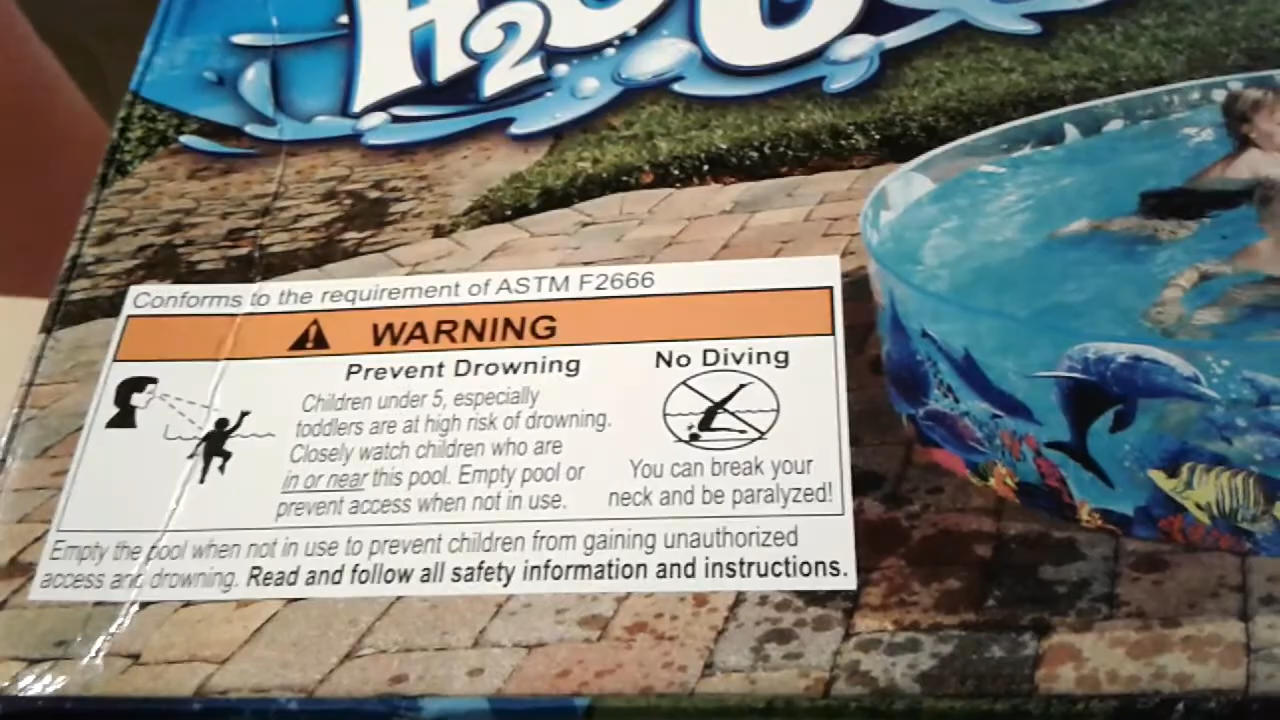 H2O
Conforms to the requirement of ASTM F2666
WARNING
Prevent Drowning
Children under 5, especially
toddlers are at high risk of drowning.
Closely watch children who are
in or near this pool. Empty pool or
prevent access when not in use.
No Diving
You can break your
neck and be paralyzed!
Empty the pool when not in use to prevent children from gaining unauthorized
access and drowning. Read and follow all safety information and instructions.